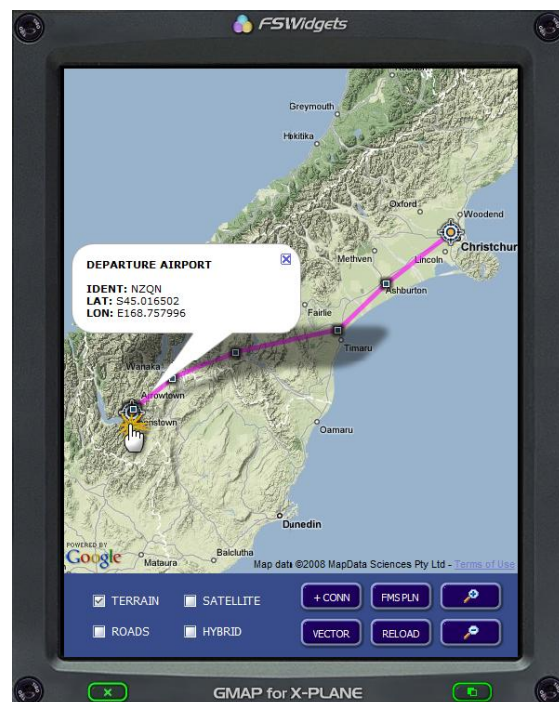 FSWidgets
Greymouth
Hokitika
Oxford
Woodend
Christchur
Methven
Lincoln
Ashburton
DEPARTURE AIRPORT
IDENT: NZQN
LAT: S45.016502
LON: E168.757996
Fairlie
Timaru
Wanaka
Arrowtown
enstown
Oamaru
Dunedin
POWERED BY
Google
Mataura
Balclutha
Map data ©2008 MapData Sciences Pty Ltd - Terms of Use
TERRAIN
SATELLITE
+ CONN
FMS PLN
ROADS
HYBRID
VECTOR
RELOAD
GMAP for X-PLANE